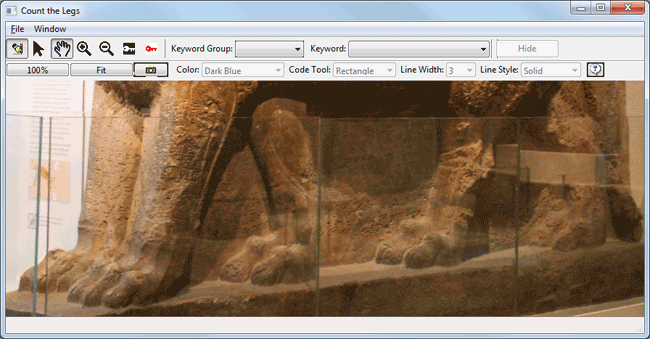 Count the Legs
File Window
Keyword Group: Keyword: Hide
100% Fit Color: Dark Blue Code Tool: Rectangle Line Width: 3 Line Style: Solid